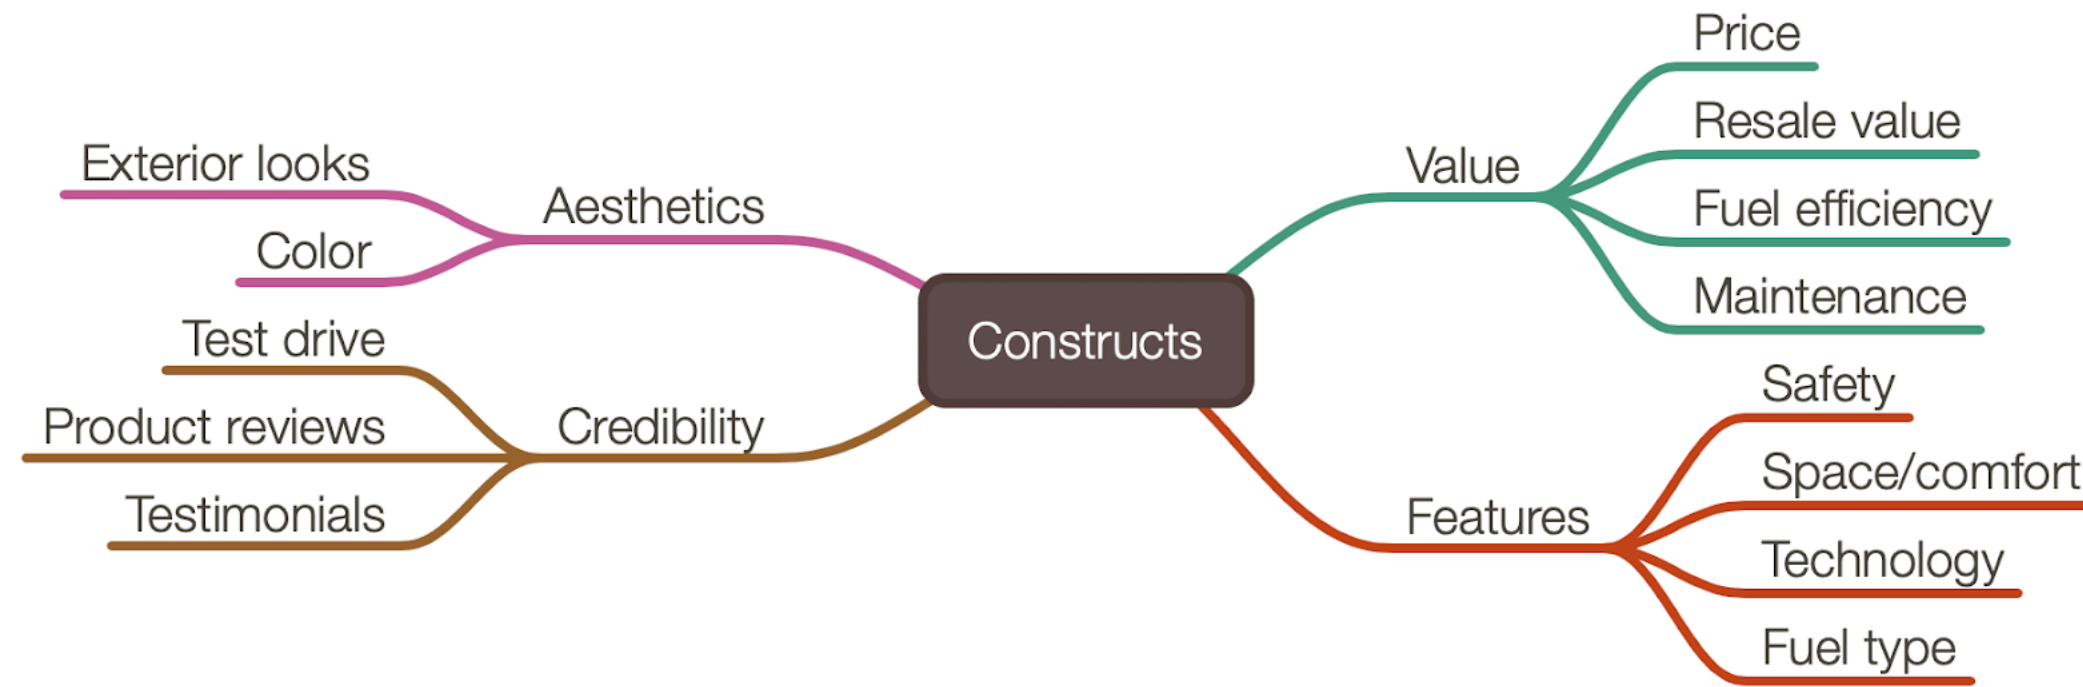 Exterior looks
Color
Aesthetics
Test drive
Product reviews
Testimonials
Credibility
Constructs
Value
Price
Resale value
Fuel efficiency
Maintenance
Features
Safety
Space/comfort
Technology
Fuel type